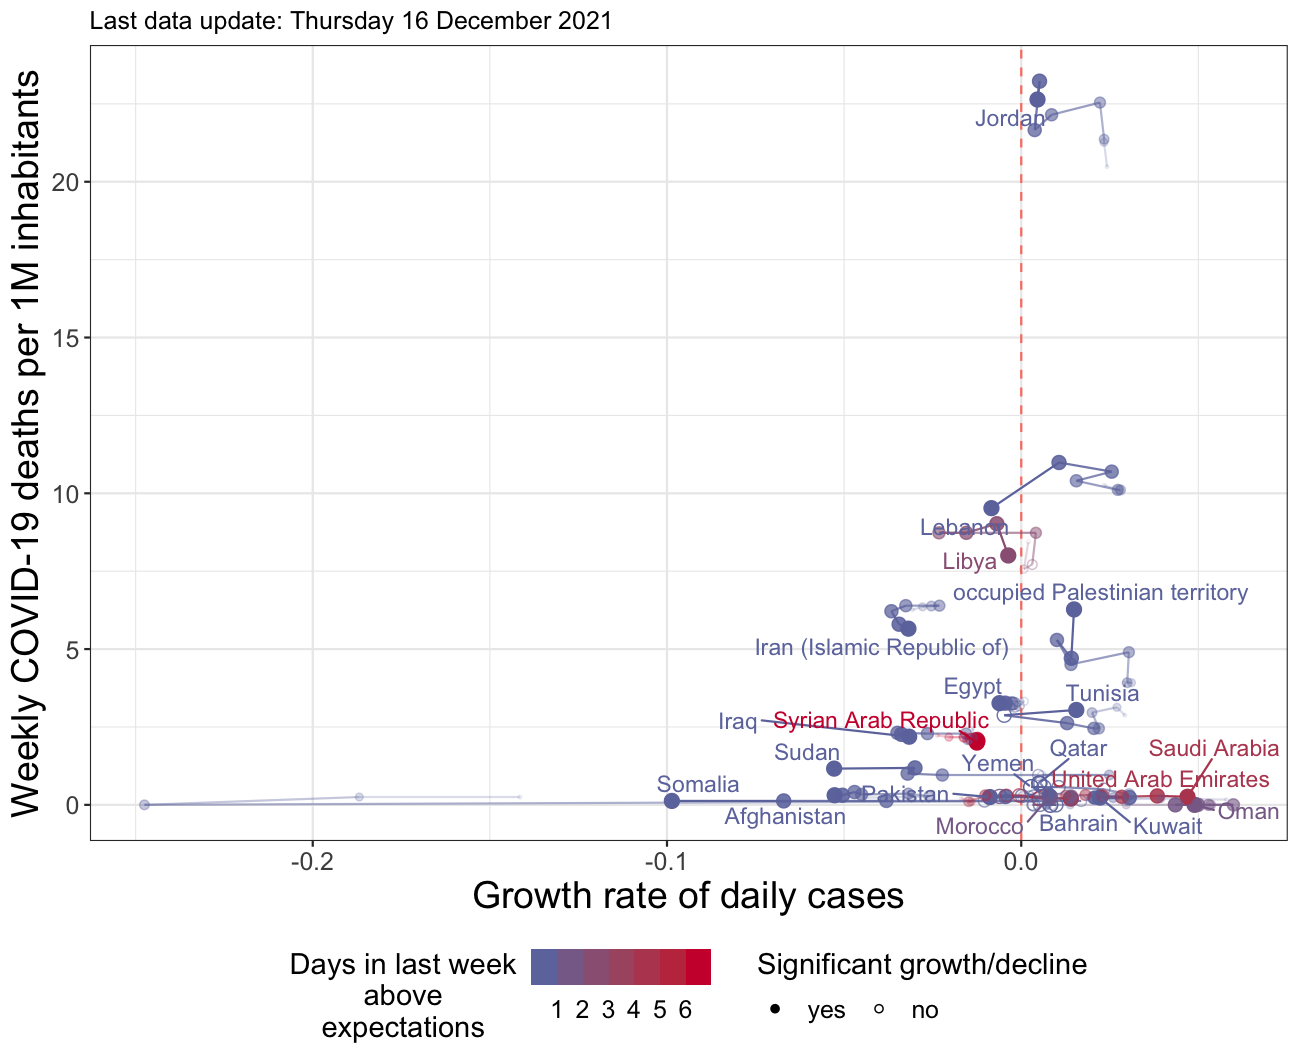 Last data update: Thursday 16 December 2021
Weekly COVID-19 deaths per 1M inhabitants
20
15
10
5
0
Jordan
Lebanon
Libya
occupied Palestinian territory
Iran (Islamic Republic of)
Egypt
Tunisia
Iraq
Syrian Arab Republic
Sudan
Qatar
Saudi Arabia
Yemen
Somalia
United Arab Emirates
Pakistan
Afghanistan
Oman
Morocco
Bahrain
Kuwait
-0.2
-0.1
0.0
Growth rate of daily cases
Days in last week
above
expectations
1 2 3 4 5 6
Significant growth/decline
yes
no